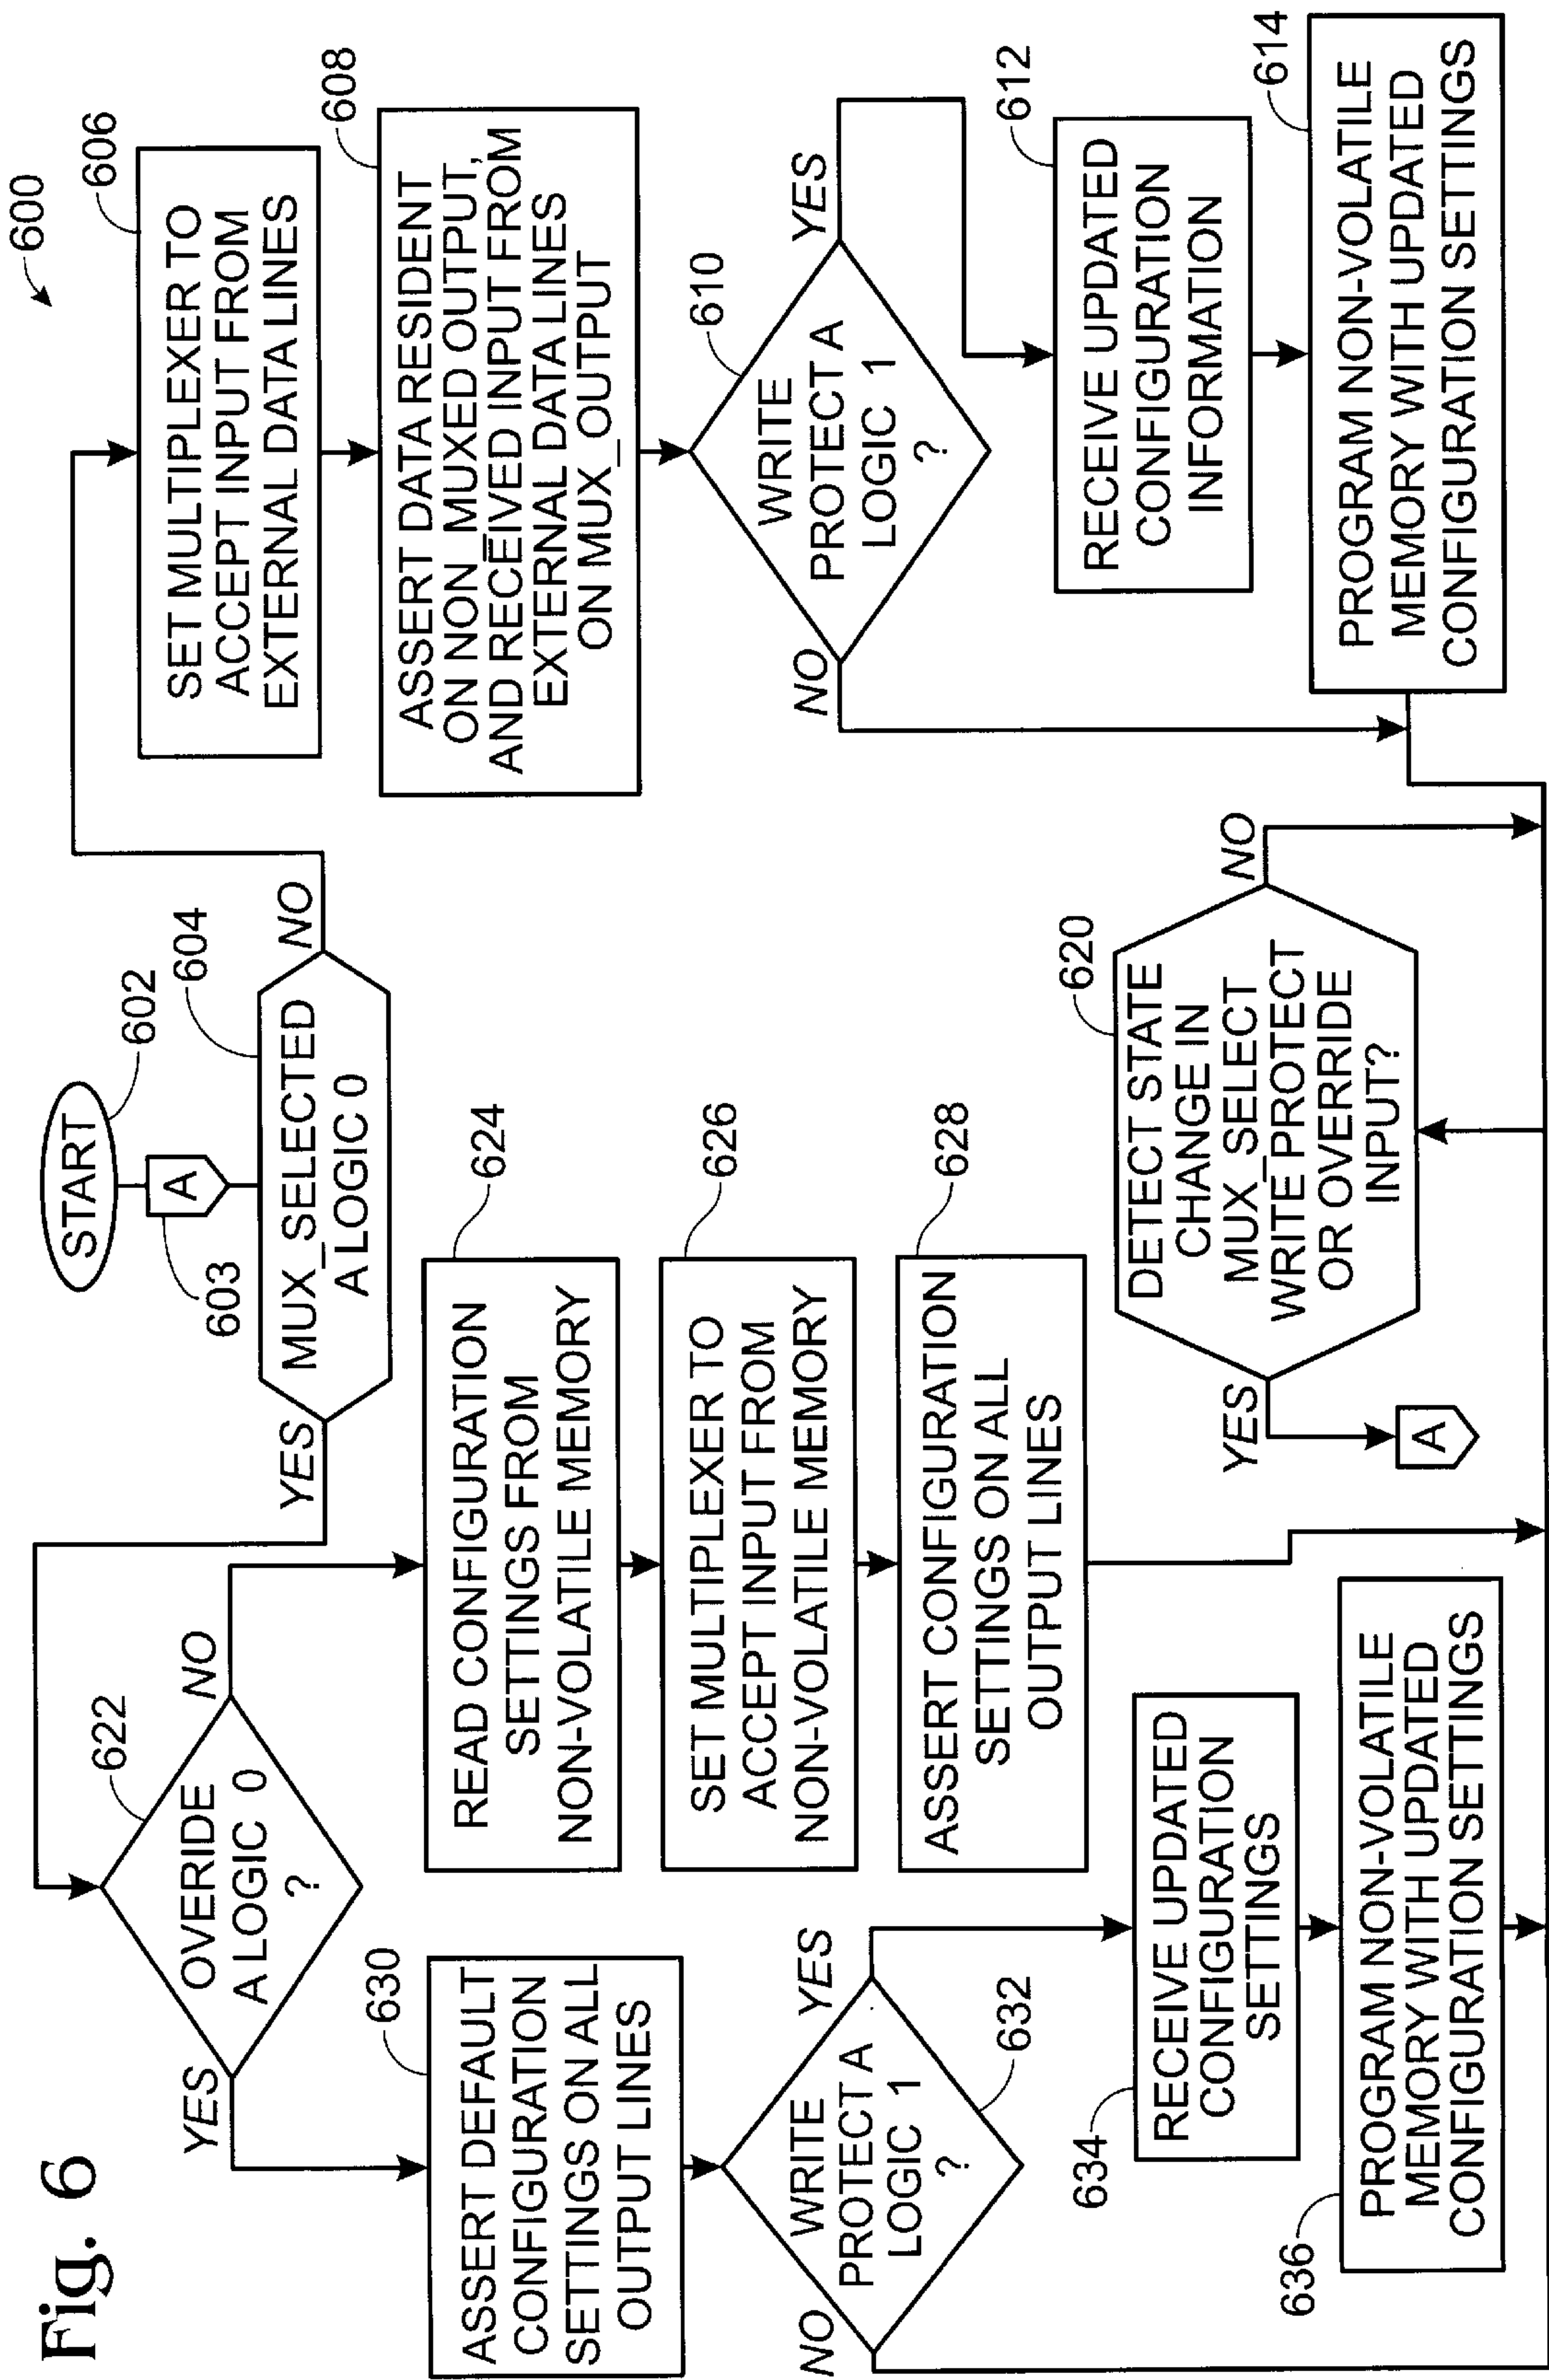 Fig. 6
600
START
602
A
603
MUX_SELECTED
A LOGIC 0
604
YES
NO
SET MULTIPLEXER TO
ACCEPT INPUT FROM
EXTERNAL DATA LINES
606
ASSERT DATA RESIDENT
ON NON_MUXED OUTPUT,
AND RECEIVED INPUT FROM
EXTERNAL DATA LINES
ON MUX_OUTPUT
608
WRITE
PROTECT A
LOGIC 1
?
610
NO
YES
RECEIVE UPDATED
CONFIGURATION
INFORMATION
612
PROGRAM NON-VOLATILE
MEMORY WITH UPDATED
CONFIGURATION SETTINGS
614
OVERRIDE
A LOGIC 0
?
622
YES
NO
READ CONFIGURATION
SETTINGS FROM
NON-VOLATILE MEMORY
624
SET MULTIPLEXER TO
ACCEPT INPUT FROM
NON-VOLATILE MEMORY
626
ASSERT CONFIGURATION
SETTINGS ON ALL
OUTPUT LINES
628
ASSERT DEFAULT
CONFIGURATION
SETTINGS ON ALL
OUTPUT LINES
630
WRITE
PROTECT A
LOGIC 1
?
632
NO
YES
RECEIVE UPDATED
CONFIGURATION
SETTINGS
634
PROGRAM NON-VOLATILE
MEMORY WITH UPDATED
CONFIGURATION SETTINGS
636
DETECT STATE
CHANGE IN
MUX_SELECT
WRITE PROTECT
OR OVERRIDE
INPUT?
620
YES
NO
A